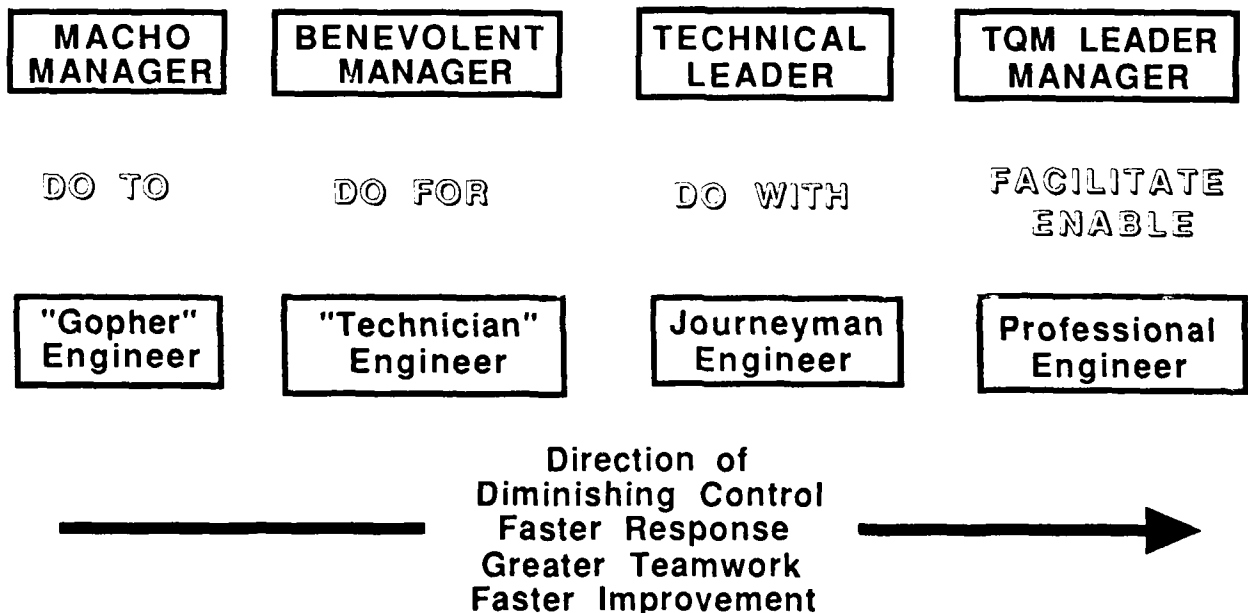 MACHO
MANAGER
BENEVOLENT
MANAGER
TECHNICAL
LEADER
TQM LEADER
MANAGER
DO TO
DO FOR
DO WITH
FACILITATE
ENABLE
"Gopher"
Engineer
"Technician"
Engineer
Journeyman
Engineer
Professional
Engineer
Direction of
Diminishing Control
Faster Response
Greater Teamwork
Faster Improvement